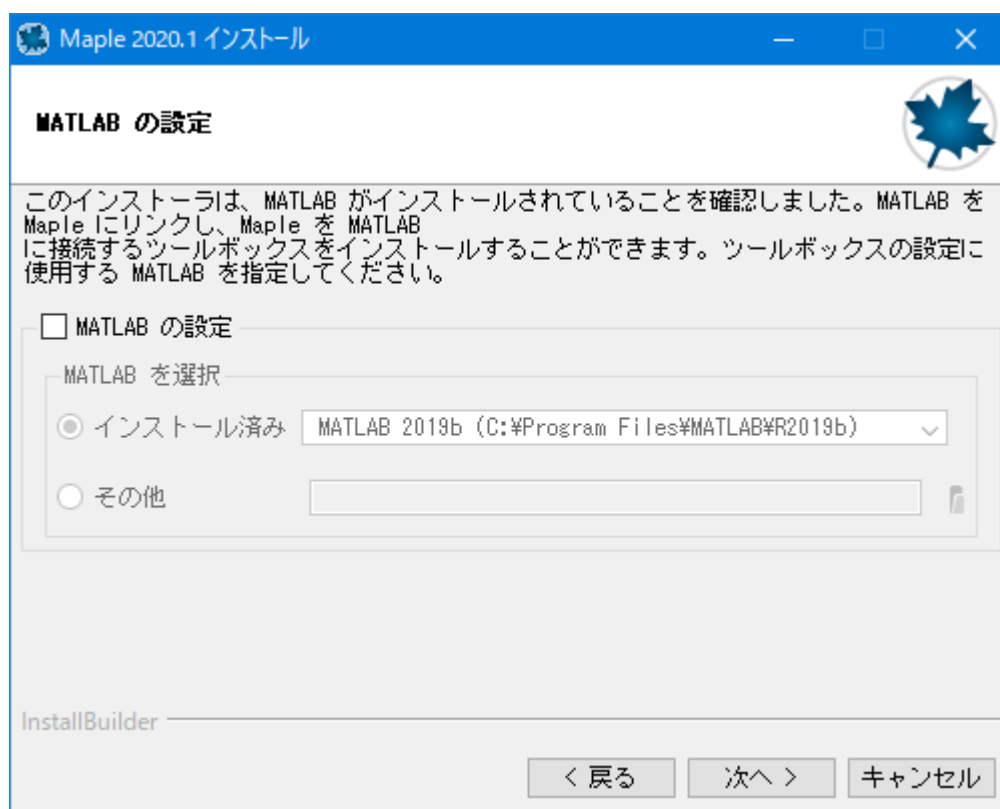 Maple 2020.1 インストール
MATLAB の設定
このインストーラは、MATLAB がインストールされていることを確認しました。MATLAB を
Maple にリンクし、Maple を MATLAB
に接続するツールボックスをインストールすることができます。ツールボックスの設定に
使用する MATLAB を指定してください。
MATLAB の設定
MATLAB を選択
インストール済み MATLAB 2019b (C:¥Program Files¥MATLAB¥R2019b)
その他
InstallBuilder
< 戻る 次へ > キャンセル